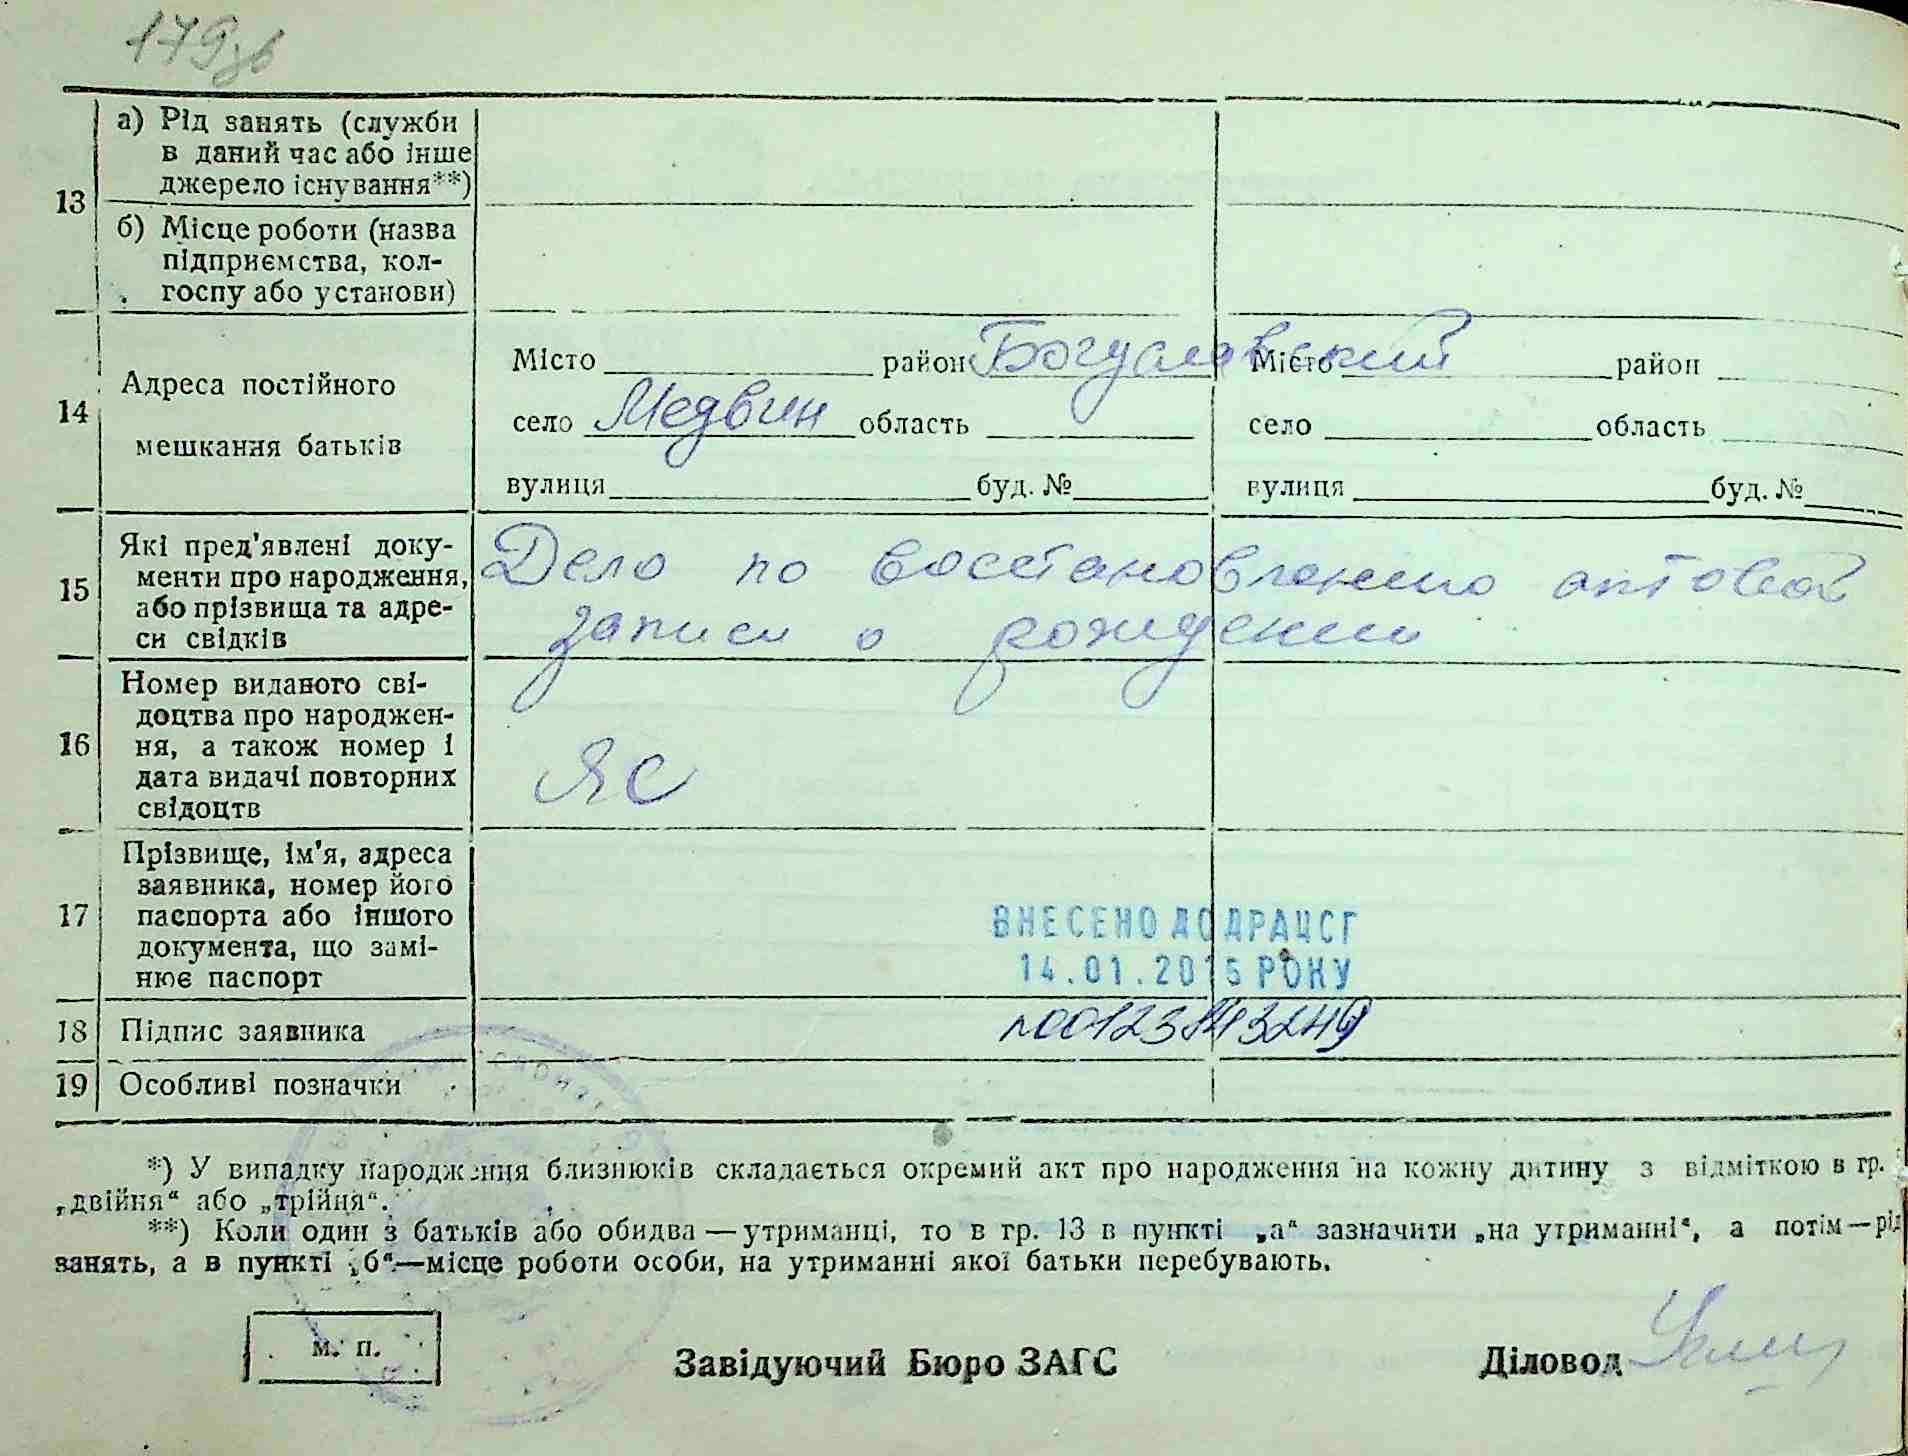 179зв
13
а) Рід занять (служби
в даний час або інше
джерело існування**)
б) Місце роботи (назва
підприємства, кол-
госпу або установи)
14
Адреса постійного
мешкання батьків
Місто район Богуславский
село Медвин область
вулиця буд. №
Місто район
село область
вулиця буд. №
15
Які пред'явлені доку-
менти про народження,
або прізвища та адре-
си свідків
Дело по восстановлению актовой
записи о рождении
16
Номер виданого сві-
доцтва про народжен-
ня, а також номер і
дата видачі повторних
свідоцтв
ЯС
17
Прізвище, ім'я, адреса
заявника, номер його
паспорта або іншого
документа, що замі-
нює паспорт
ВНЕСЕНО ДО ДРАЦСГ
14.01.2015 РОКУ
18
Підпис заявника
19
Особливі позначки
*) У випадку народження близнюків складається окремий акт про народження на кожну дитину з відміткою в гр.
„двійня“ або „трійня“.
**) Коли один з батьків або обидва — утриманці, то в гр. 13 в пункті „а“ зазначити „на утриманні“, а потім — рід
занять, а в пункті „б“ — місце роботи особи, на утриманні якої батьки перебувають.
м. п.
Завідуючий Бюро ЗАГС
Діловод